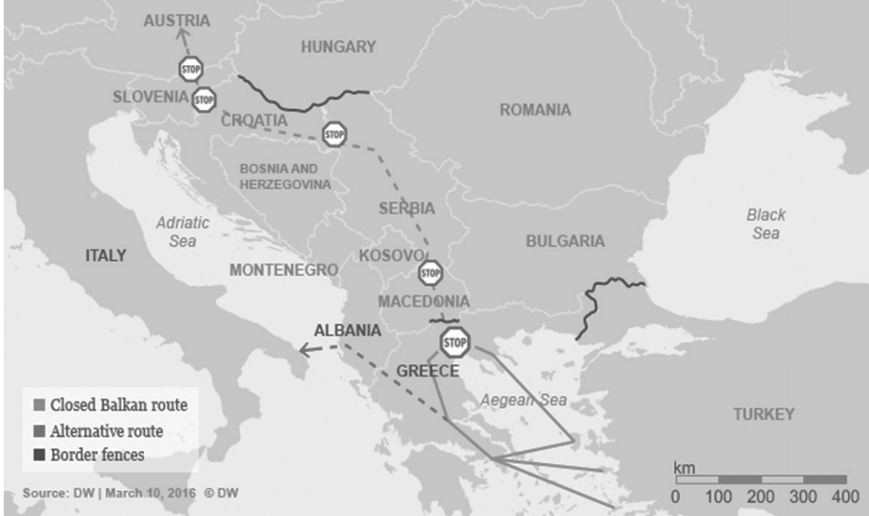 AUSTRIA
HUNGARY
STOP
SLOVENIA
STOP
CROATIA
STOP
ROMANIA
BOSNIA AND
HERZEGOVINA
SERBIA
Adriatic
Sea
Black
Sea
ITALY
KOSOVO
BULGARIA
MONTENEGRO
STOP
MACEDONIA
ALBANIA
STOP
GREECE
Aegean Sea
TURKEY
Closed Balkan route
Alternative route
Border fences
km
0 100 200 300 400
Source: DW | March 10, 2016 © DW